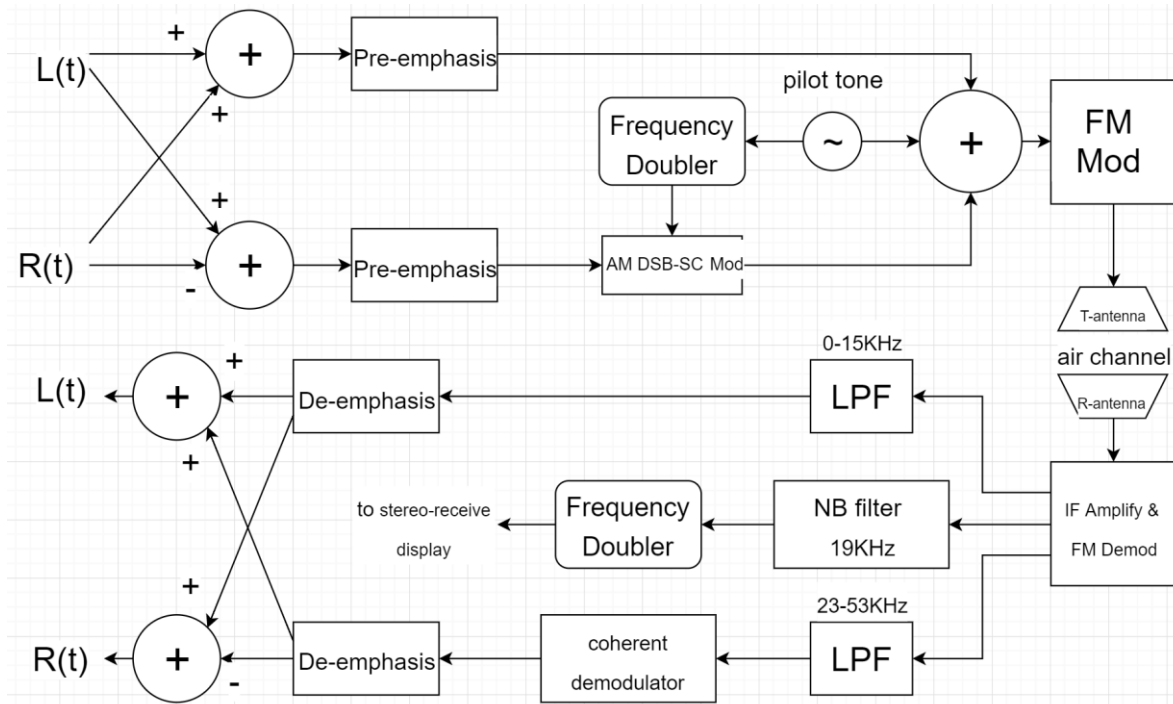 L(t)
+
+
Pre-emphasis
+
pilot tone
Frequency
Doubler
~
+
FM
Mod
R(t)
+
-
+
Pre-emphasis
AM DSB-SC Mod
T-antenna
air channel
R-antenna
L(t)
+
+
+
De-emphasis
0-15KHz
LPF
to stereo-receive
display
Frequency
Doubler
NB filter
19KHz
IF Amplify &
FM Demod
R(t)
+
+
-
De-emphasis
coherent
demodulator
23-53KHz
LPF